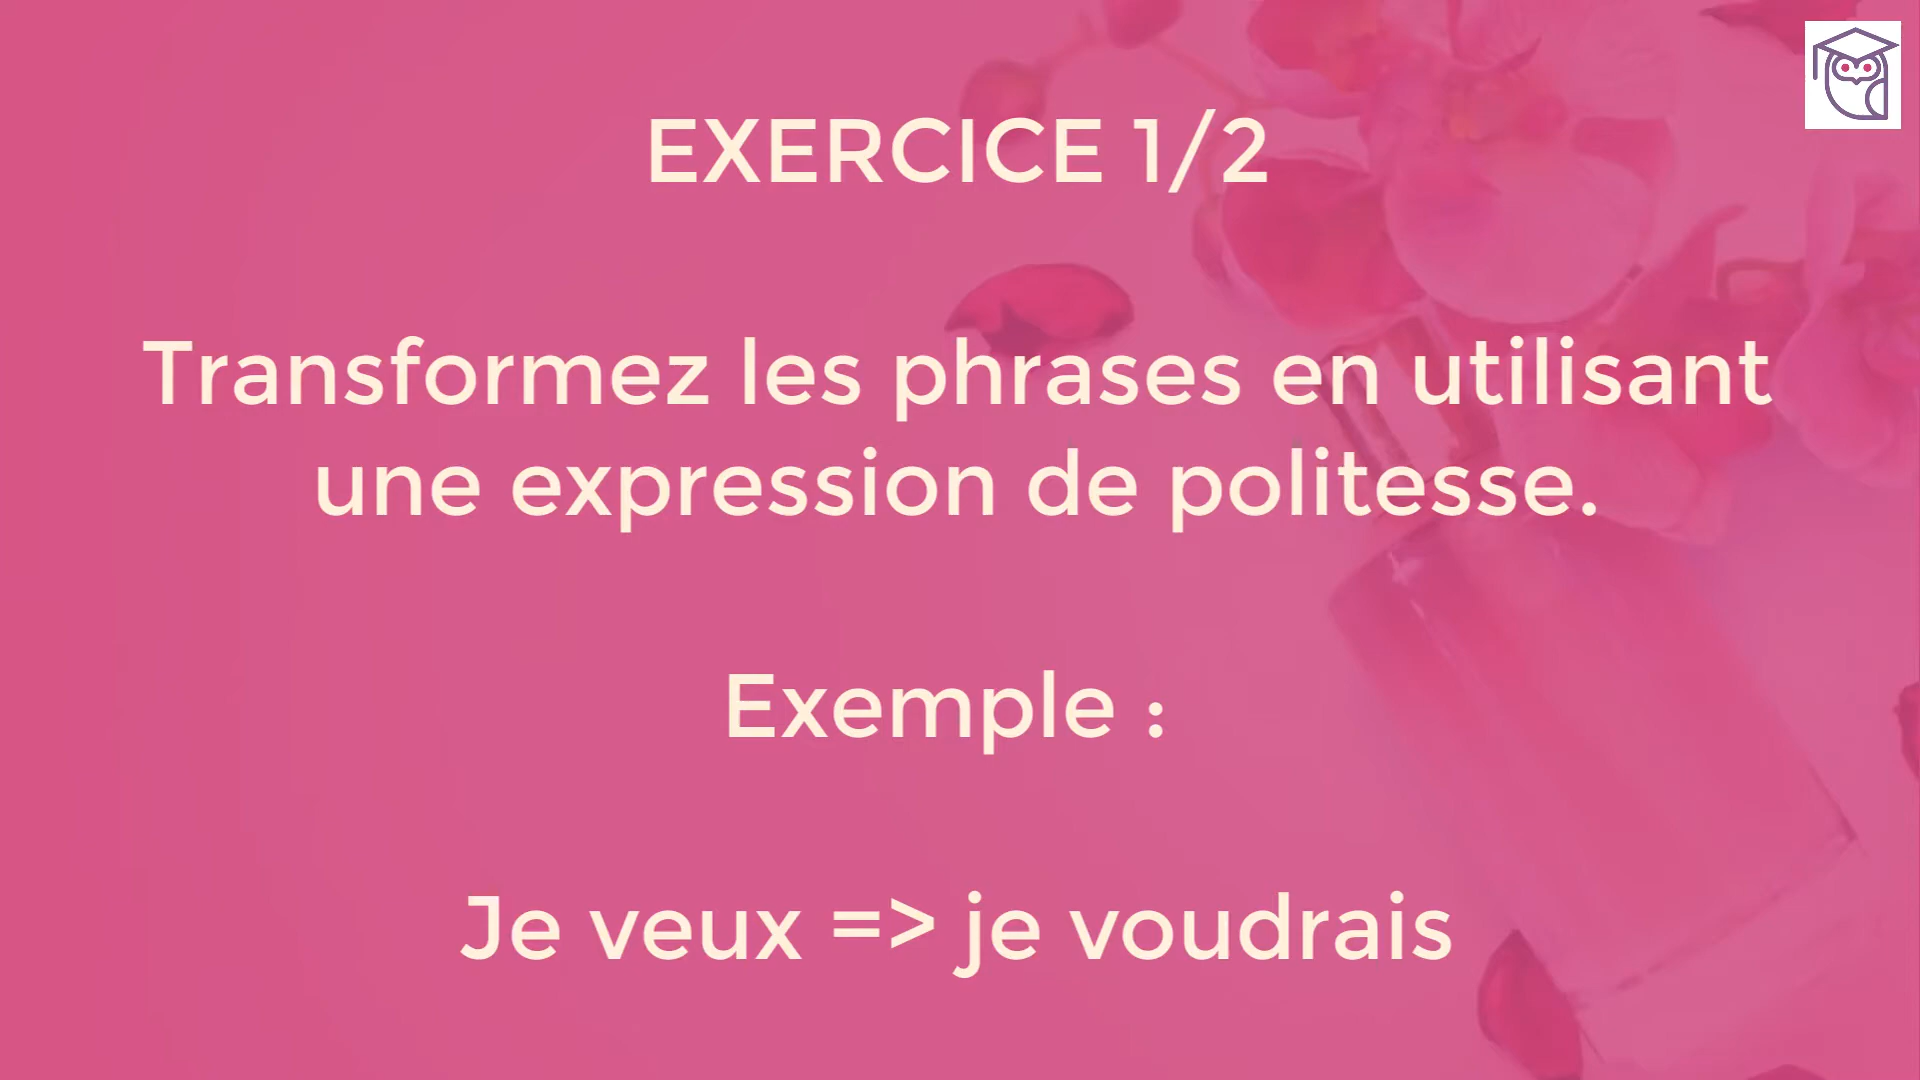 EXERCICE 1/2
Transformez les phrases en utilisant
une expression de politesse.
Exemple :
Je veux => je voudrais